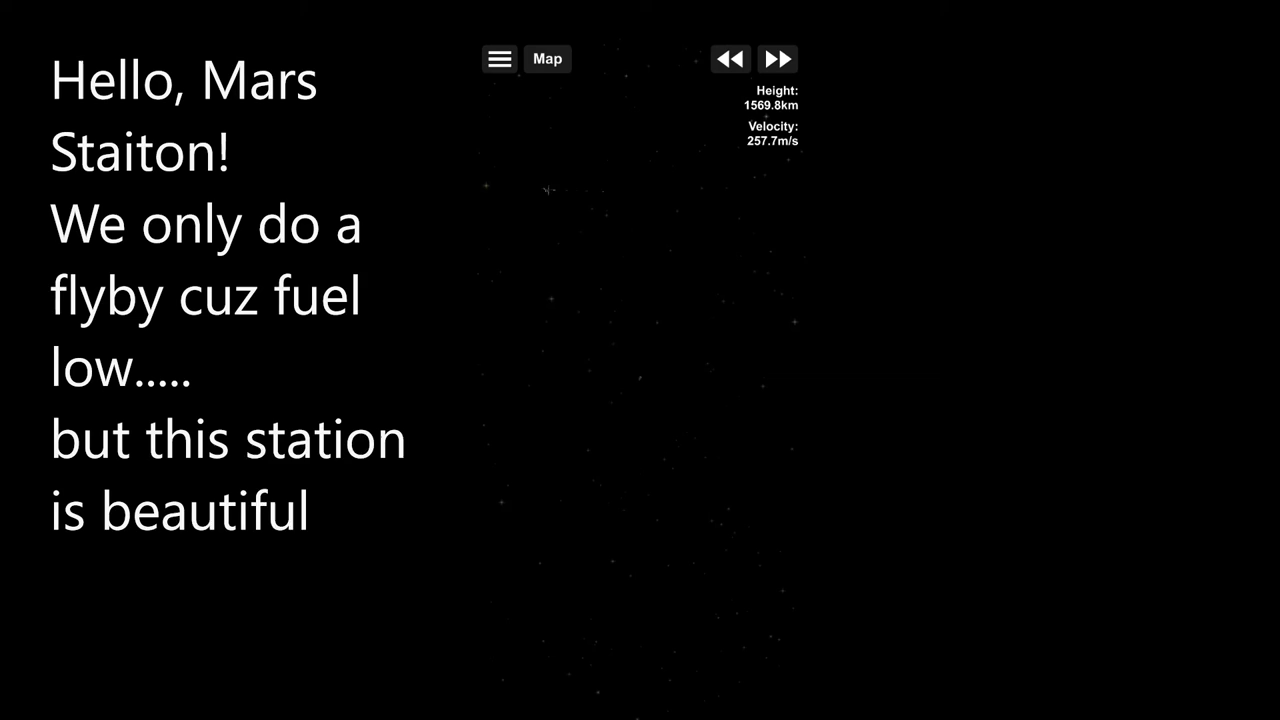 Hello, Mars
Staiton!
We only do a
flyby cuz fuel
low.....
but this station
is beautiful
Map
Height:
1569.8km
Velocity:
257.7m/s